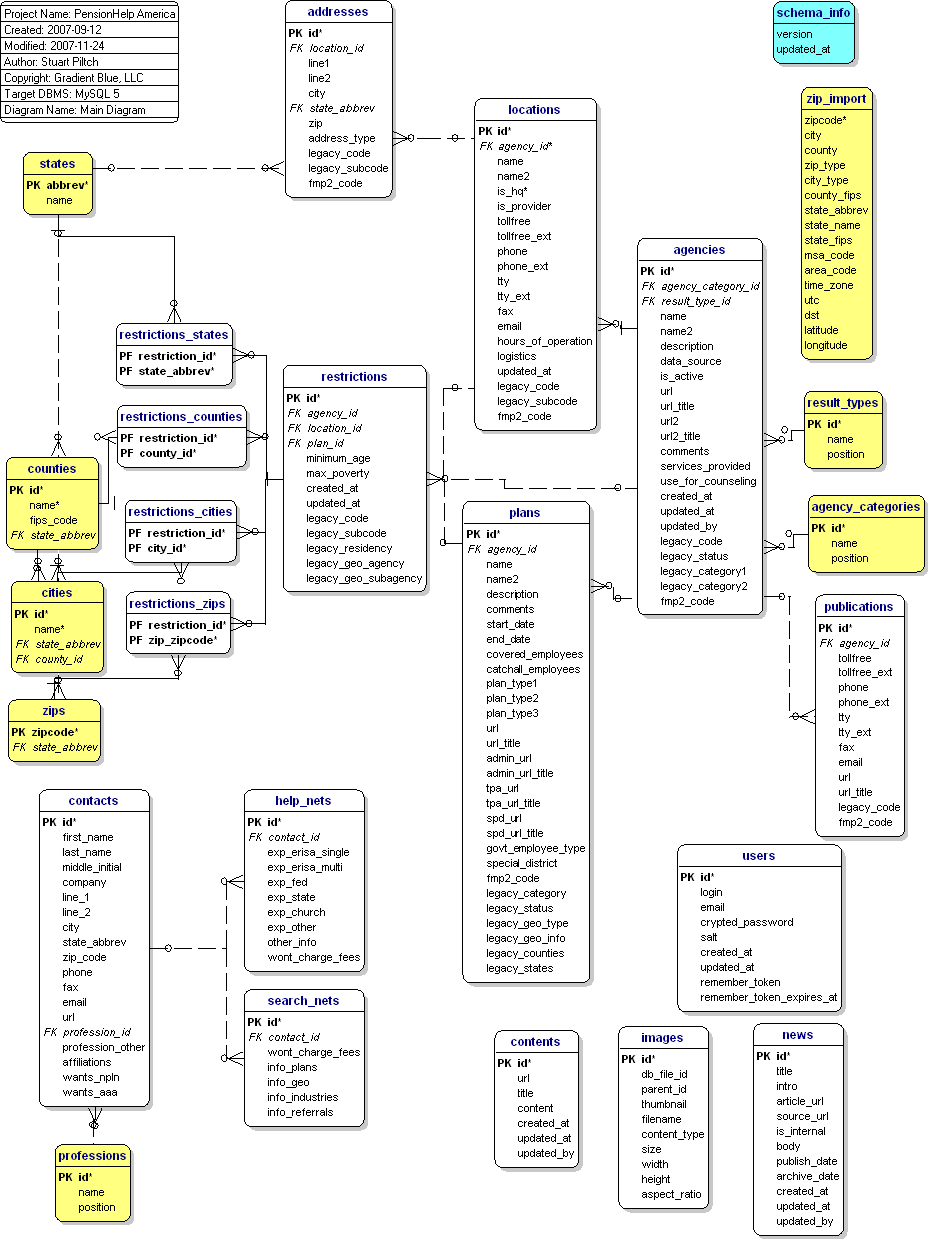 Project Name: PensionHelp America
Created: 2007-09-12
Modified: 2007-11-24
Author: Stuart Piltch
Copyright: Gradient Blue, LLC
Target DBMS: MySQL 5
Diagram Name: Main Diagram
addresses
PK id*
FK location_id
line1
line2
city
FK state_abbrev
zip
address_type
legacy_code
legacy_subcode
fmp2_code
schema_info
version
updated_at
zip_import
zipcode*
city
county
zip_type
city_type
county_fips
state_abbrev
state_name
state_fips
msa_code
area_code
time_zone
utc
dst
latitude
longitude
locations
PK id*
FK agency_id*
name
name2
is_hq*
is_provider
tollfree
tollfree_ext
phone
phone_ext
tty
tty_ext
fax
email
hours_of_operation
logistics
updated_at
legacy_code
legacy_subcode
fmp2_code
states
PK abbrev*
name
agencies
PK id*
FK agency_category_id
FK result_type_id
name
name2
description
data_source
is_active
url
url_title
url2
url2_title
comments
services_provided
use_for_counseling
created_at
updated_at
updated_by
legacy_code
legacy_status
legacy_category1
legacy_category2
fmp2_code
restrictions_states
PF restriction_id*
PF state_abbrev*
restrictions
PK id*
FK agency_id
FK location_id
FK plan_id
minimum_age
max_poverty
created_at
updated_at
legacy_code
legacy_subcode
legacy_residency
legacy_geo_agency
legacy_geo_subagency
restrictions_counties
PF restriction_id*
PF county_id*
result_types
PK id*
name
position
counties
PK id*
name*
fips_code
FK state_abbrev
restrictions_cities
PF restriction_id*
PF city_id*
agency_categories
PK id*
name
position
plans
PK id*
FK agency_id
name
name2
description
comments
start_date
end_date
covered_employees
catchall_employees
plan_type1
plan_type2
plan_type3
url
url_title
admin_url
admin_url_title
tpa_url
tpa_url_title
spd_url
spd_url_title
govt_employee_type
special_district
fmp2_code
legacy_category
legacy_status
legacy_geo_type
legacy_geo_info
legacy_counties
legacy_states
cities
PK id*
name*
FK state_abbrev
FK county_id
restrictions_zips
PF restriction_id*
PF zip_zipcode*
publications
PK id*
FK agency_id
tollfree
tollfree_ext
phone
phone_ext
tty
tty_ext
fax
email
url
url_title
legacy_code
fmp2_code
zips
PK zipcode*
FK state_abbrev
contacts
PK id*
first_name
last_name
middle_initial
company
line_1
line_2
city
state_abbrev
zip_code
phone
fax
email
url
FK profession_id
profession_other
affiliations
wants_npln
wants_aaa
help_nets
PK id*
FK contact_id
exp_erisa_single
exp_erisa_multi
exp_fed
exp_state
exp_church
exp_other
other_info
wont_charge_fees
users
PK id*
login
email
crypted_password
salt
created_at
updated_at
remember_token
remember_token_expires_at
search_nets
PK id*
FK contact_id
wont_charge_fees
info_plans
info_geo
info_industries
info_referrals
contents
PK id*
url
title
content
created_at
updated_at
updated_by
images
PK id*
db_file_id
parent_id
thumbnail
filename
content_type
size
width
height
aspect_ratio
news
PK id*
title
intro
article_url
source_url
is_internal
body
publish_date
archive_date
created_at
updated_at
updated_by
professions
PK id*
name
position